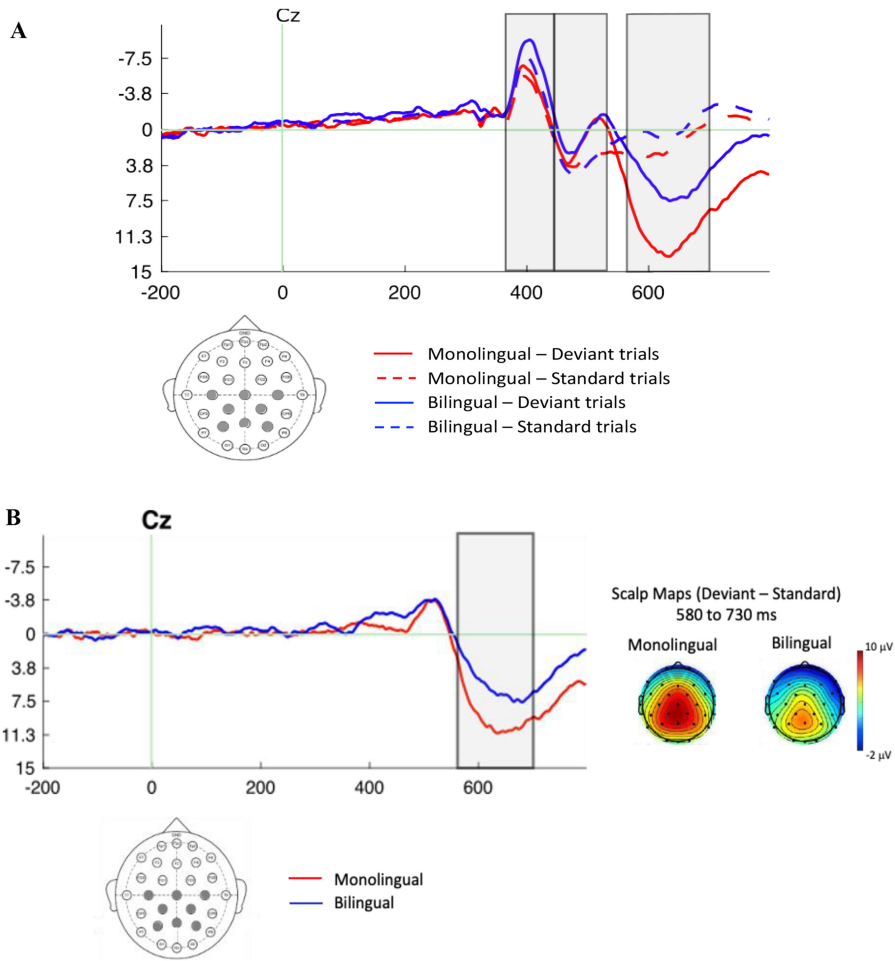 A
Cz
-7.5
-3.8
0
3.8
7.5
11.3
15
-200 0 200 400 600
Monolingual – Deviant trials
Monolingual – Standard trials
Bilingual – Deviant trials
Bilingual – Standard trials
B
Cz
-7.5
-3.8
0
3.8
7.5
11.3
15
-200 0 200 400 600
Scalp Maps (Deviant – Standard)
580 to 730 ms
Monolingual Bilingual
10 µV
-2 µV
Monolingual
Bilingual